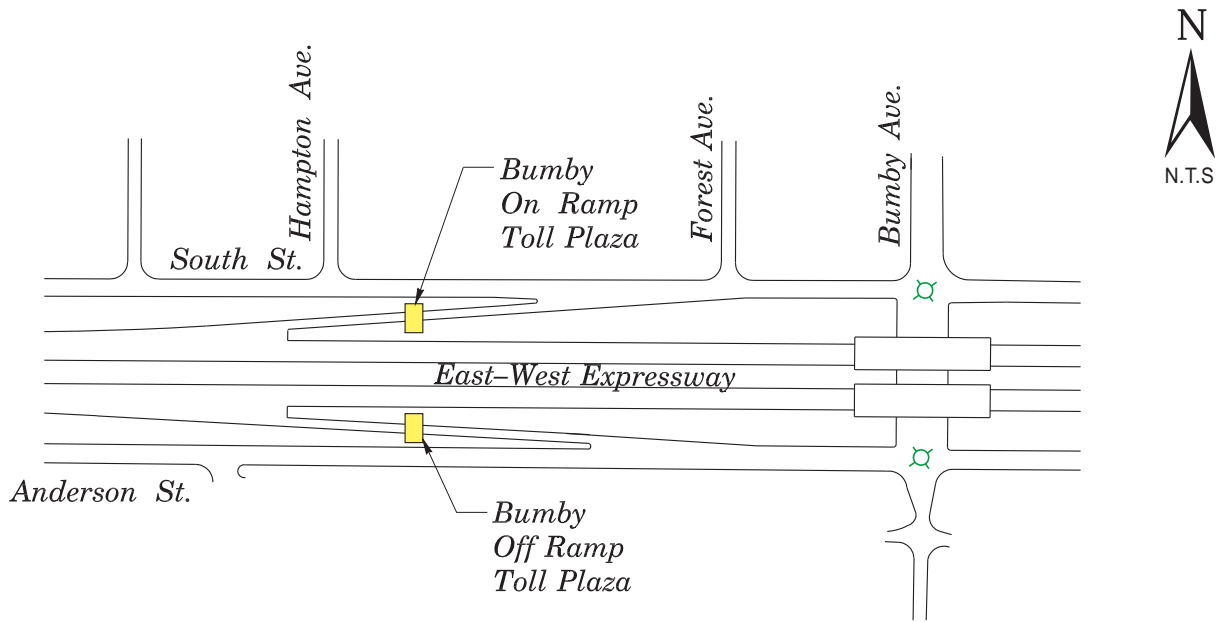 N
N.T.S
Hampton Ave.
Forest Ave.
Bumby Ave.
Bumby
On Ramp
Toll Plaza
South St.
East–West Expressway
Anderson St.
Bumby
Off Ramp
Toll Plaza